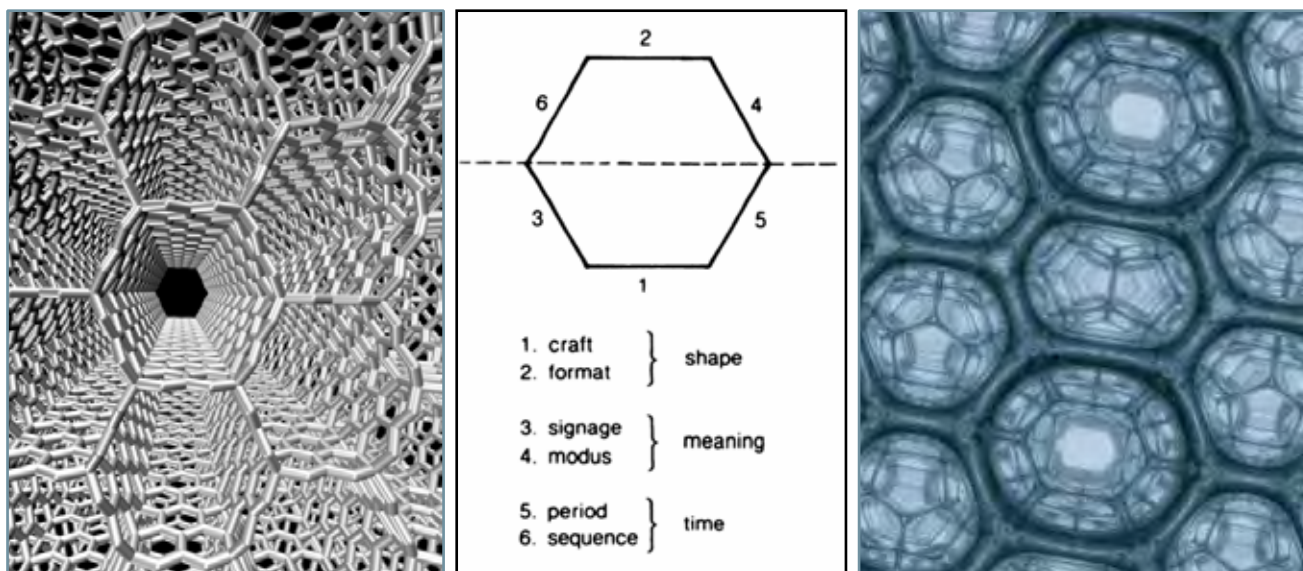 2
6 4
3 5
1
1. craft
2. format
shape
3. signage
4. modus
meaning
5. period
6. sequence
time